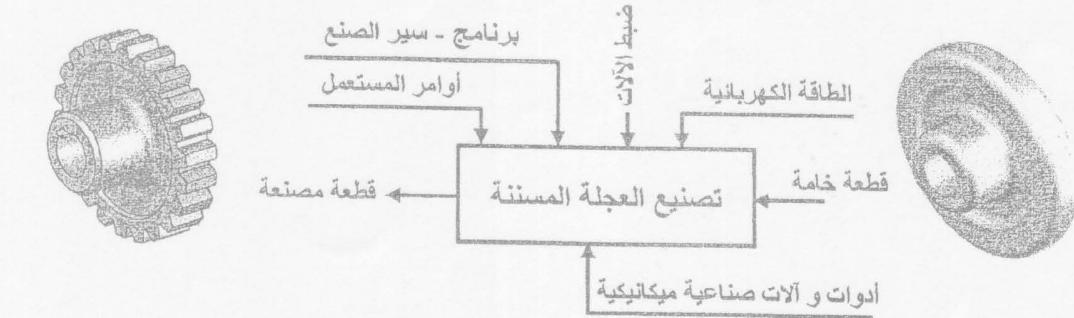 برنامج - سير الصنع
ضبط الآلات
أوامر المستعمل
الطاقة الكهربائية
قطعة خامة
تصنيع العجلة المسننة
قطعة مصنعة
أدوات و آلات صناعية ميكانيكية